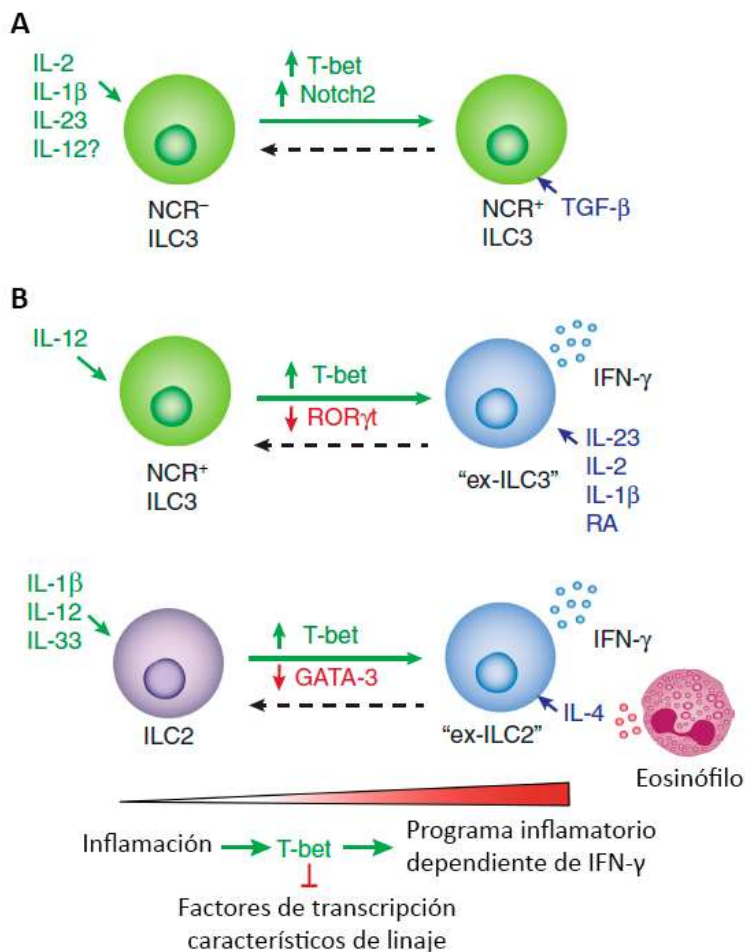 A
IL-2
IL-1β
IL-23
IL-12?
T-bet
Notch2
NCR⁻
ILC3
NCR⁺
ILC3
TGF-β
B
IL-12
T-bet
RORγt
NCR⁺
ILC3
"ex-ILC3"
IFN-γ
IL-23
IL-2
IL-1β
RA
IL-1β
IL-12
IL-33
T-bet
GATA-3
ILC2
"ex-ILC2"
IFN-γ
IL-4
Eosinófilo
Inflamación
T-bet
Programa inflamatorio
dependiente de IFN-γ
Factores de transcripción
característicos de linaje